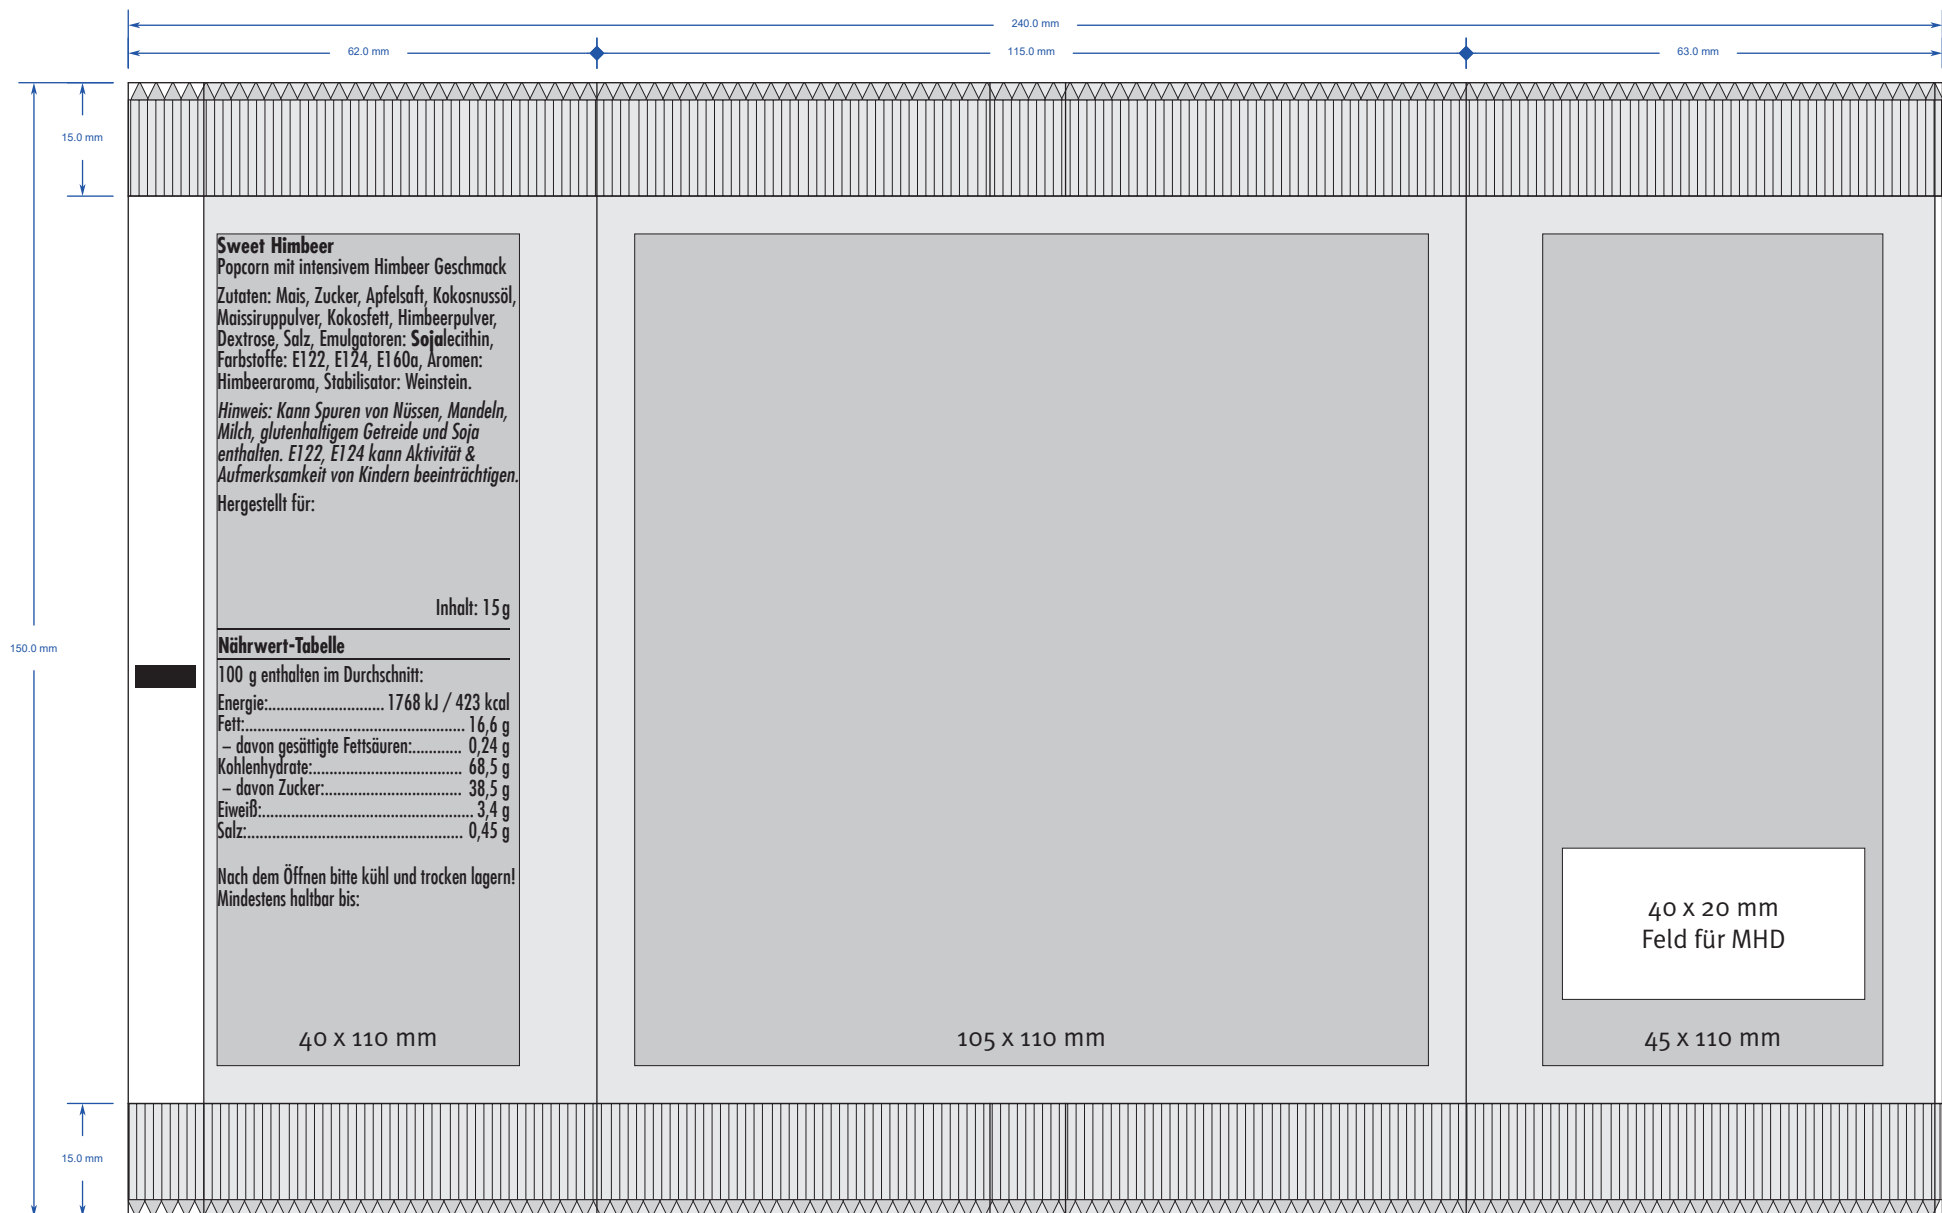 240.0 mm
62.0 mm
115.0 mm
63.0 mm
15.0 mm
150.0 mm
15.0 mm
Sweet Himbeer
Popcorn mit intensivem Himbeer Geschmack
Zutaten: Mais, Zucker, Apfelsaft, Kokosnussöl,
Maissiruppulver, Kokosfett, Himbeerpulver,
Dextrose, Salz, Emulgatoren: Sojalecithin,
Farbstoffe: E122, E124, E160a, Aromen:
Himbeeraroma, Stabilisator: Weinstein.
Hinweis: Kann Spuren von Nüssen, Mandeln,
Milch, glutenhaltigem Getreide und Soja
enthalten. E122, E124 kann Aktivität &
Aufmerksamkeit von Kindern beeinträchtigen.
Hergestellt für:
Inhalt: 15 g
Nährwert-Tabelle
100 g enthalten im Durchschnitt:
Energie:............................ 1768 kJ / 423 kcal
Fett:..................................................... 16,6 g
– davon gesättigte Fettsäuren:............ 0,24 g
Kohlenhydrate:.................................... 68,5 g
– davon Zucker:................................. 38,5 g
Eiweiß:................................................... 3,4 g
Salz:.................................................... 0,45 g
Nach dem Öffnen bitte kühl und trocken lagern!
Mindestens haltbar bis:
40 x 110 mm
105 x 110 mm
40 x 20 mm
Feld für MHD
45 x 110 mm